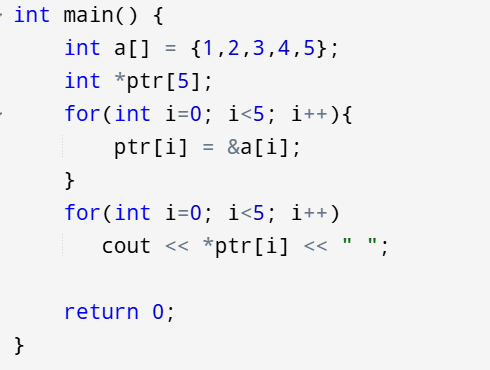 int main() {
    int a[] = {1,2,3,4,5};
    int *ptr[5];
    for(int i=0; i<5; i++){
        ptr[i] = &a[i];
    }
    for(int i=0; i<5; i++)
       cout << *ptr[i] << " ";

    return 0;
}